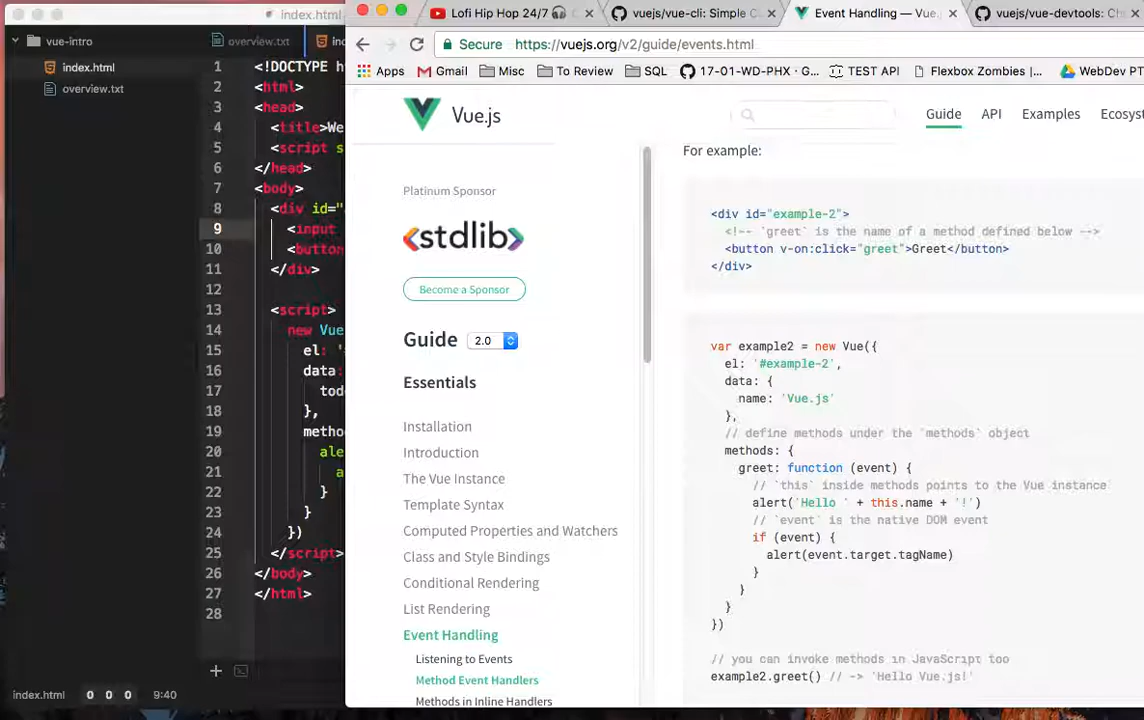 index.html
vue-intro
index.html
overview.txt
overview.txt
1 <!DOCTYPE
2 <html>
3 <head>
4 <title>We
5 <script s
6 </head>
7 <body>
8 <div id="
9 <input
10 <button
11 </div>
12
13 <script>
14 new Vue
15 el: '
16 data:
17 tod
18 },
19 metho
20 ale
21 a
22 }
23 }
24 })
25 </script>
26 </body>
27 </html>
28
index.html 0 0 0 9:40
Lofi Hip Hop 24/7
vuejs/vue-cli: Simple C
Event Handling — Vue.
vuejs/vue-devtools: Ch
Secure https://vuejs.org/v2/guide/events.html
Apps Gmail Misc To Review SQL 17-01-WD-PHX · G... TEST API Flexbox Zombies |... WebDev PT
Vue.js
Guide API Examples Ecosyst
Platinum Sponsor
<stdlib>
Become a Sponsor
Guide 2.0
Essentials
Installation
Introduction
The Vue Instance
Template Syntax
Computed Properties and Watchers
Class and Style Bindings
Conditional Rendering
List Rendering
Event Handling
Listening to Events
Method Event Handlers
Methods in Inline Handlers
For example:
<div id="example-2">
<!-- `greet` is the name of a method defined below -->
<button v-on:click="greet">Greet</button>
</div>
var example2 = new Vue({
el: '#example-2',
data: {
name: 'Vue.js'
},
// define methods under the `methods` object
methods: {
greet: function (event) {
// `this` inside methods points to the Vue instance
alert('Hello ' + this.name + '!')
// `event` is the native DOM event
if (event) {
alert(event.target.tagName)
}
}
}
})
// you can invoke methods in JavaScript too
example2.greet() // -> 'Hello Vue.js!'